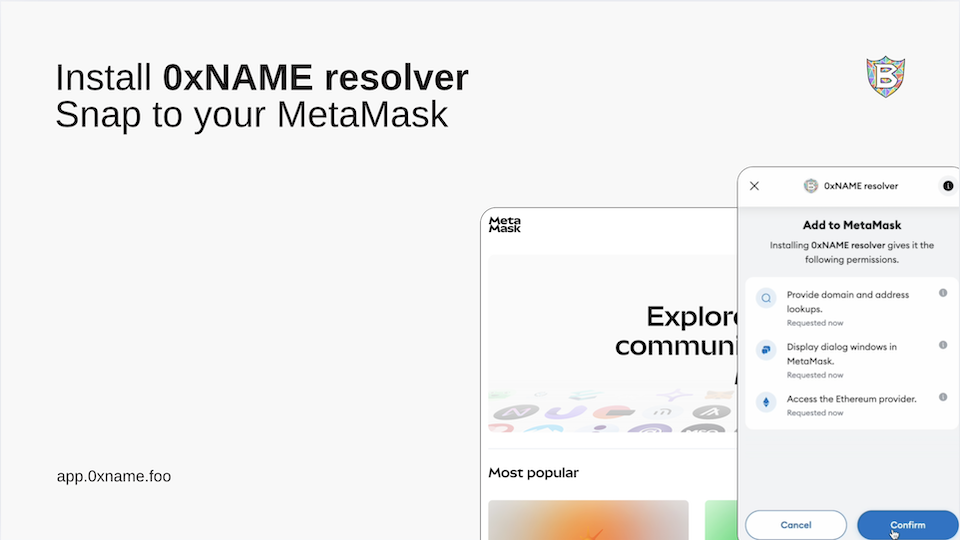 Install 0xNAME resolver
Snap to your MetaMask
B
0xNAME resolver
Meta
Mask
Add to MetaMask
Installing 0xNAME resolver gives it the
following permissions.
Provide domain and address
lookups.
Requested now
Explore
communi
Display dialog windows in
MetaMask.
Requested now
Access the Ethereum provider.
Requested now
Most popular
app.0xname.foo
Cancel
Confirm